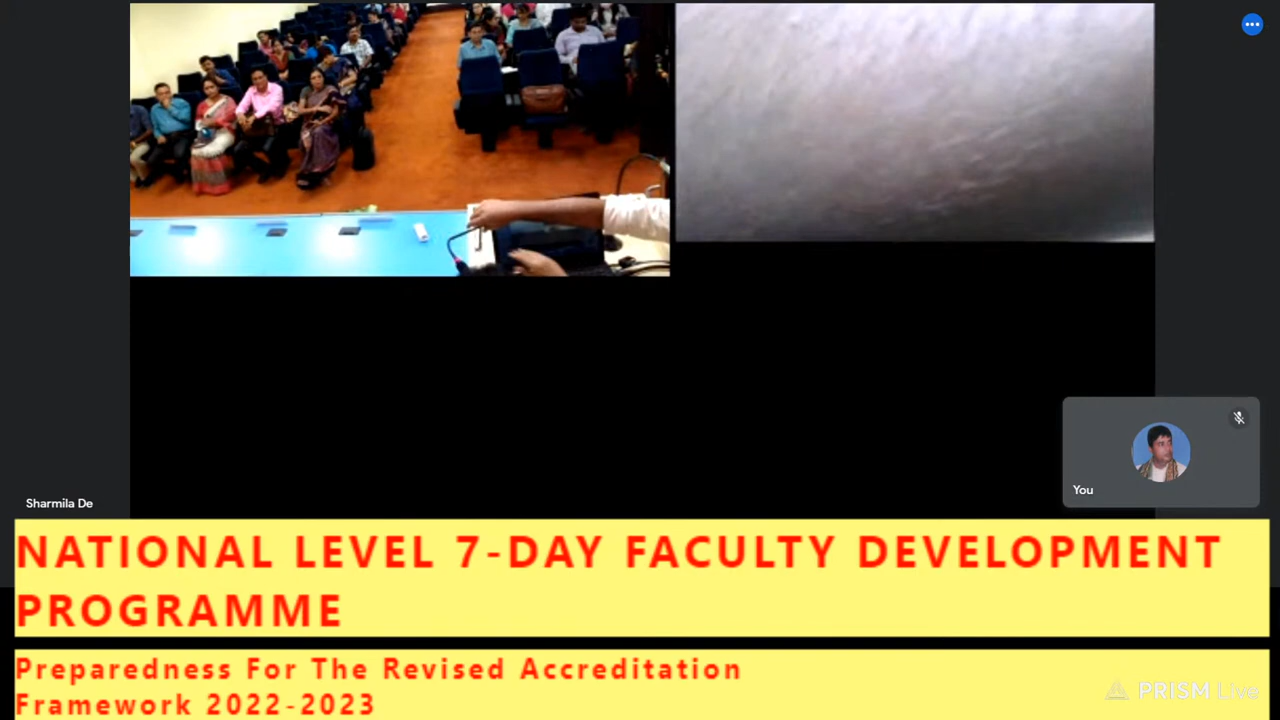 Sharmila De
You
NATIONAL LEVEL 7-DAY FACULTY DEVELOPMENT
PROGRAMME
Preparedness For The Revised Accreditation
Framework 2022-2023
PRISM Live